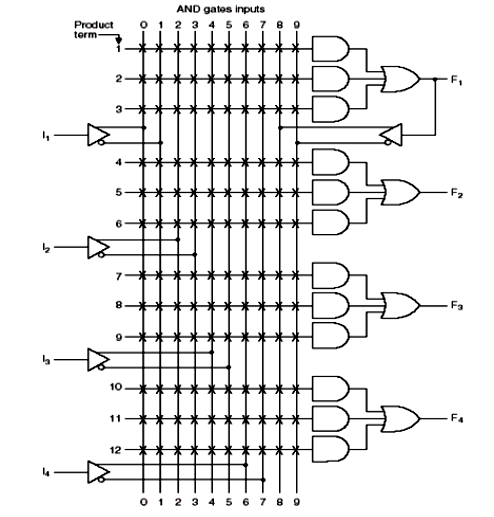 AND gates inputs
Product
term
0 1 2 3 4 5 6 7 8 9
1
2
F1
3
I1
4
5
F2
6
I2
7
8
F3
9
I3
10
11
F4
12
I4
0 1 2 3 4 5 6 7 8 9